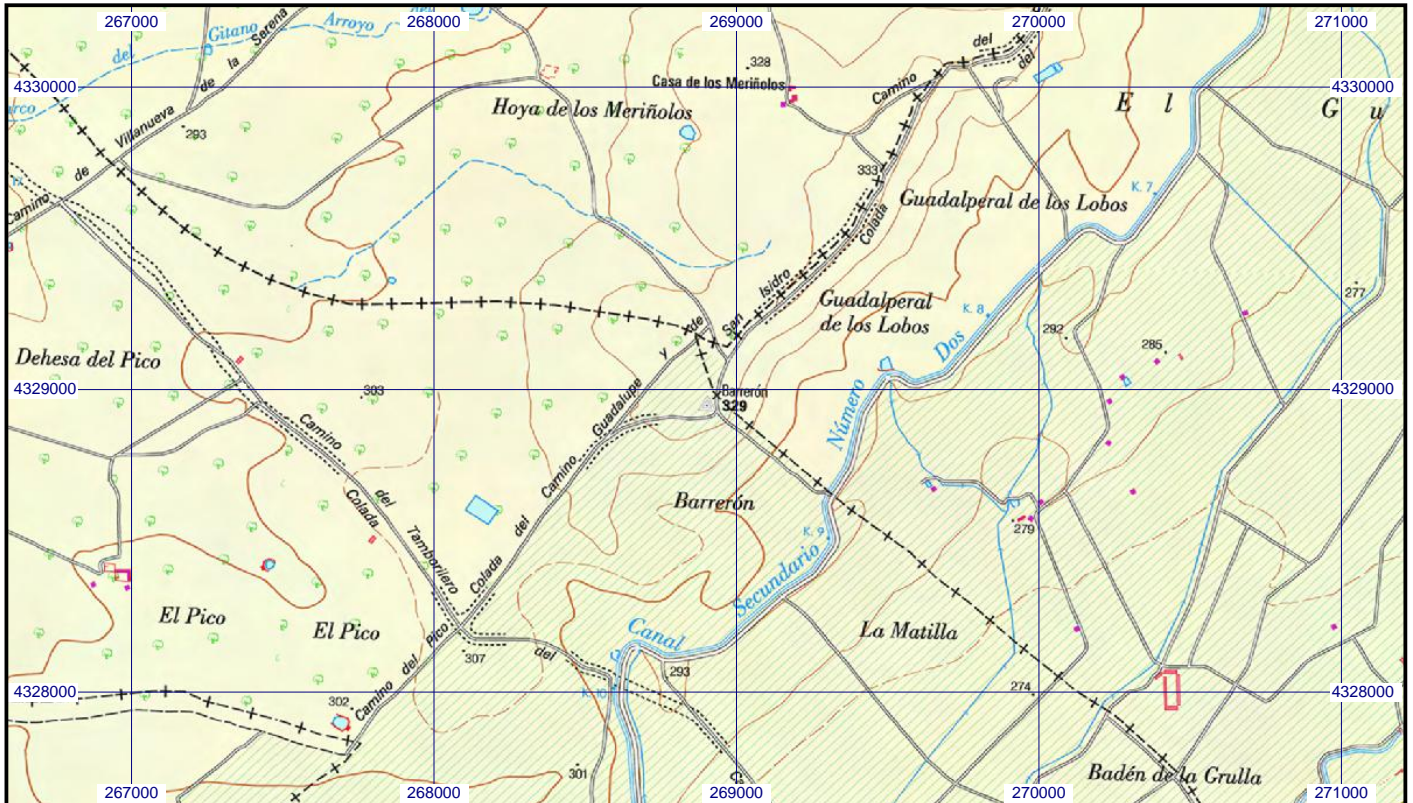 267000
268000
269000
270000
271000
Arroyo
Gitano
del
de la Serena
del
328
Casa de los Meriñolos
Camino
del
del
4330000
4330000
Hoya de los Meriñolos
El Gu
Villanueva
293
de
Camino
333
K. 7
Guadalperal de los Lobos
Colada
Isidro
San
y de
Guadalperal
de los Lobos
K. 8
277
292
285
Dos
Dehesa del Pico
4329000
4329000
303
Barrerón
329
Guadalupe
Número
Camino
del
Colada
Camino
del
Colada
Tamborilero
Barrerón
K. 9
279
Secundario
El Pico
El Pico
Canal
La Matilla
307
del
293
Camino del Pico
4328000
4328000
K. 10
274
302
301
C.
Badén de la Grulla
267000
268000
269000
270000
271000